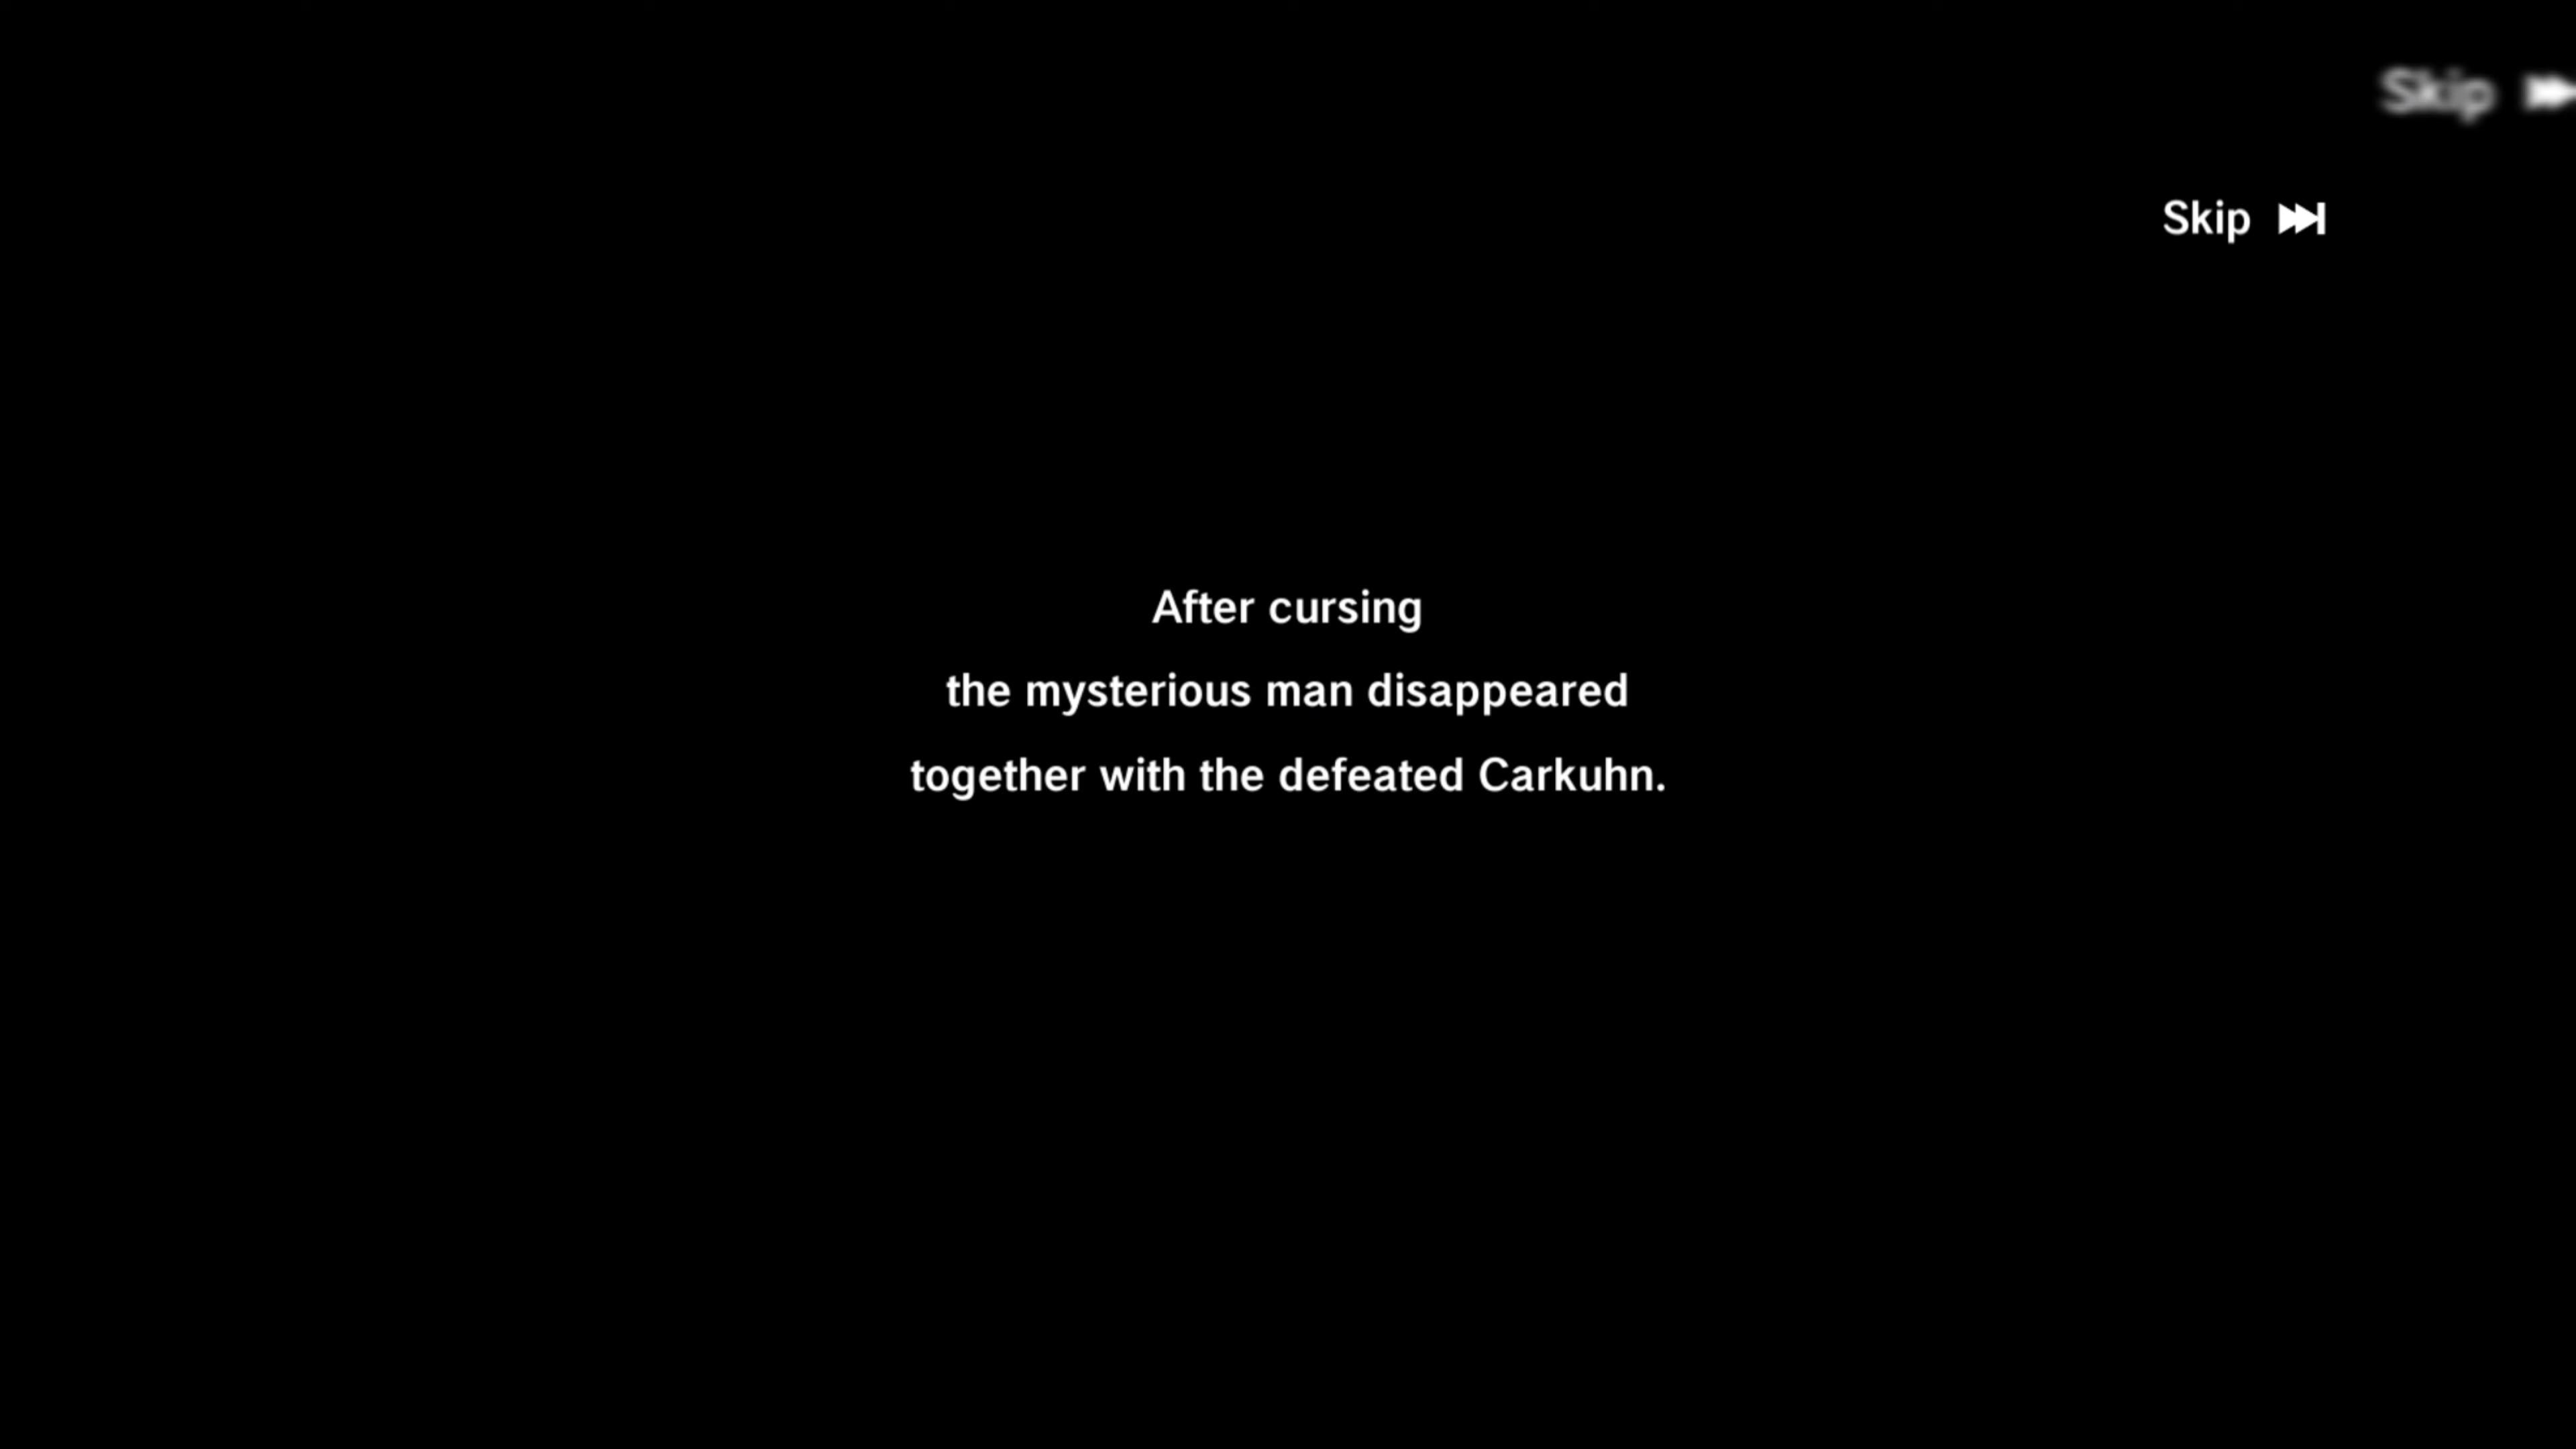 Skip
Skip
After cursing
the mysterious man disappeared
together with the defeated Carkuhn.